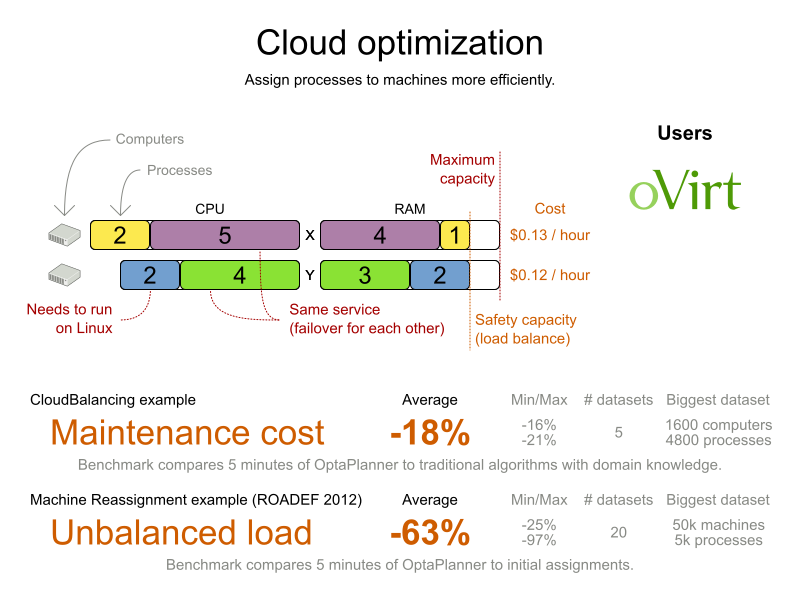 Cloud optimization
Assign processes to machines more efficiently.
Computers
Processes
Users
oVirt
Maximum
capacity
CPU
RAM
Cost
2 5 X 4 1 $0.13 / hour
2 4 Y 3 2 $0.12 / hour
Needs to run
on Linux
Same service
(failover for each other)
Safety capacity
(load balance)
CloudBalancing example Average Min/Max # datasets Biggest dataset
Maintenance cost -18% -16% 5 1600 computers
-21% 4800 processes
Benchmark compares 5 minutes of OptaPlanner to traditional algorithms with domain knowledge.
Machine Reassignment example (ROADEF 2012) Average Min/Max # datasets Biggest dataset
Unbalanced load -63% -25% 20 50k machines
-97% 5k processes
Benchmark compares 5 minutes of OptaPlanner to initial assignments.